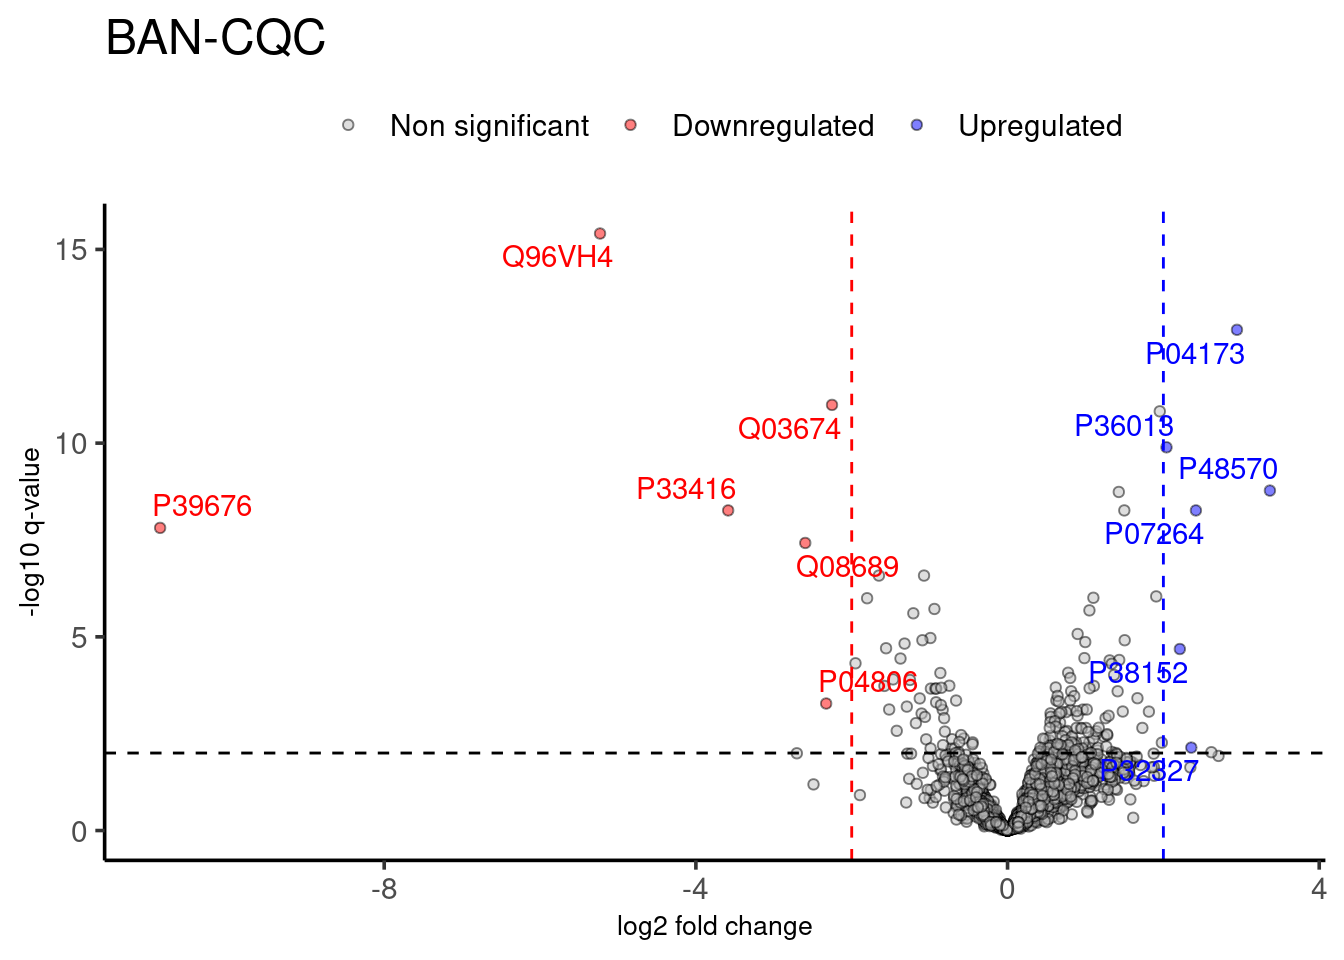 BAN-CQC
Non significant Downregulated Upregulated
15
Q96VH4
P04173
Q03674
P36013
10
P48570
P33416
P39676
P07264
Q08689
-log10 q-value
5
P38152
P04806
P32327
0
-8 -4 0 4
log2 fold change